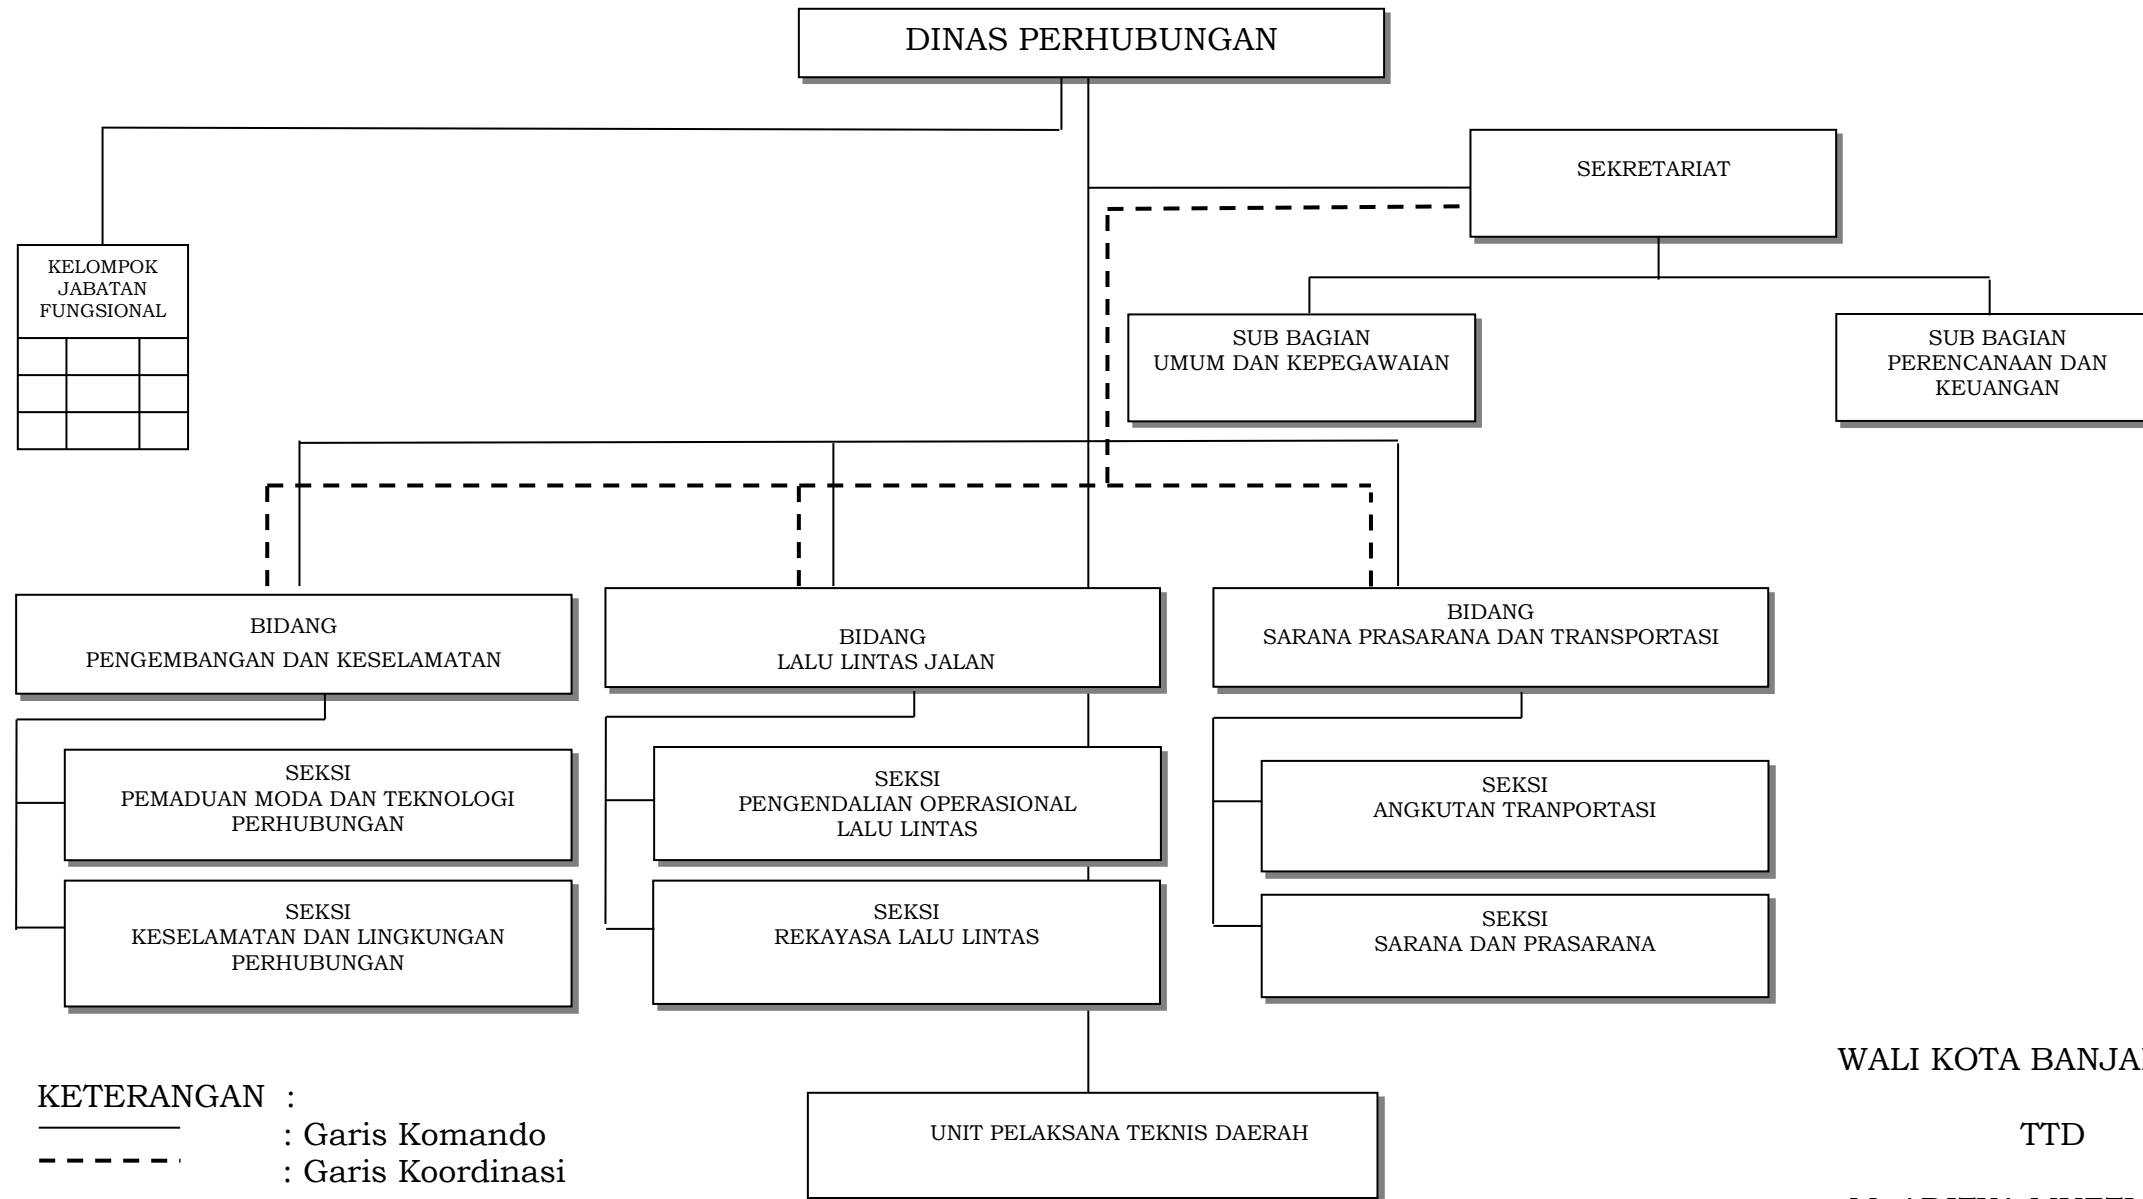 DINAS PERHUBUNGAN
SEKRETARIAT
KELOMPOK
JABATAN
FUNGSIONAL
SUB BAGIAN
UMUM DAN KEPEGAWAIAN
SUB BAGIAN
PERENCANAAN DAN
KEUANGAN
BIDANG
PENGEMBANGAN DAN KESELAMATAN
BIDANG
LALU LINTAS JALAN
BIDANG
SARANA PRASARANA DAN TRANSPORTASI
SEKSI
PEMADUAN MODA DAN TEKNOLOGI
PERHUBUNGAN
SEKSI
PENGENDALIAN OPERASIONAL
LALU LINTAS
SEKSI
ANGKUTAN TRANPORTASI
SEKSI
KESELAMATAN DAN LINGKUNGAN
PERHUBUNGAN
SEKSI
REKAYASA LALU LINTAS
SEKSI
SARANA DAN PRASARANA
UNIT PELAKSANA TEKNIS DAERAH
KETERANGAN :
: Garis Komando
: Garis Koordinasi
WALI KOTA
TTD